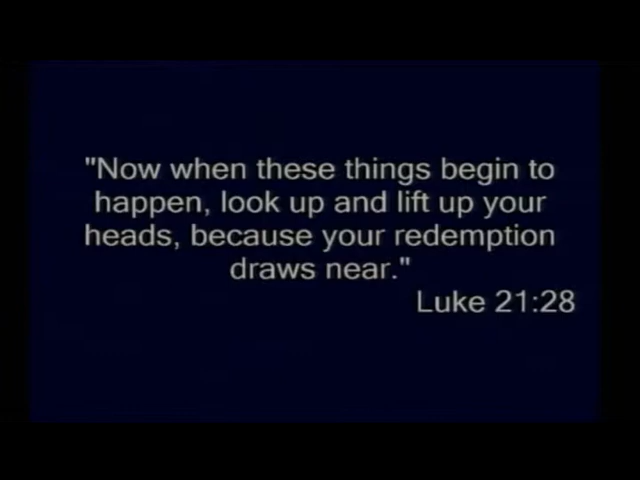 "Now when these things begin to
happen, look up and lift up your
heads, because your redemption
draws near."
Luke 21:28